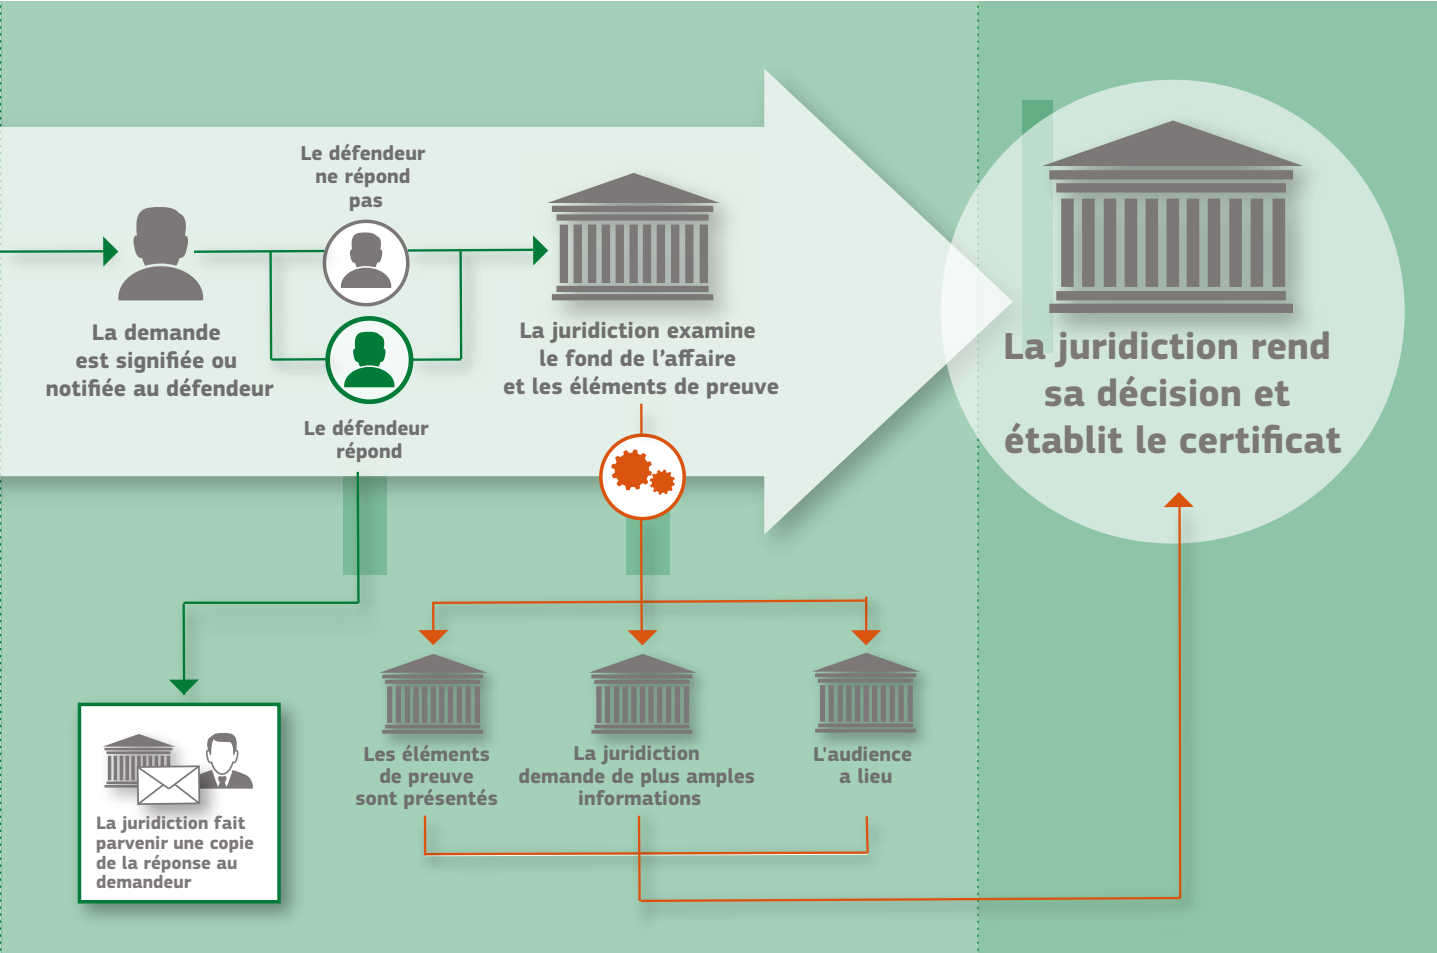 Le défendeur
ne répond
pas
La demande
est signifiée ou
notifiée au défendeur
Le défendeur
répond
La juridiction examine
le fond de l'affaire
et les éléments de preuve
La juridiction rend
sa décision et
établit le certificat
La juridiction fait
parvenir une copie
de la réponse au
demandeur
Les éléments
de preuve
sont présentés
La juridiction
demande de plus amples
informations
L'audience
a lieu